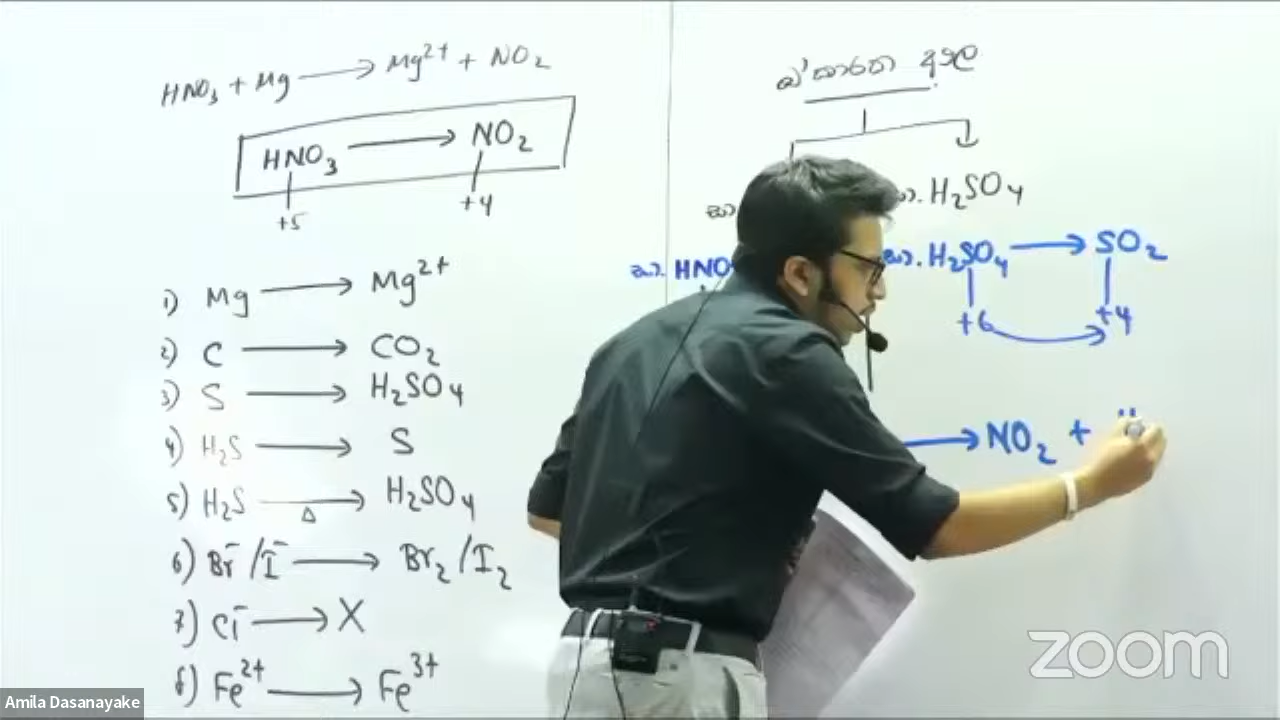 HNO₃ + Mg ⟶ Mg²⁺ + NO₂
HNO₃ ⟶ NO₂
+5 +4
1) Mg ⟶ Mg²⁺
2) C ⟶ CO₂
3) S ⟶ H₂SO₄
4) H₂S ⟶ S
5) H₂S ⟶ H₂SO₄
Δ
6) Br⁻/I⁻ ⟶ Br₂/I₂
7) Cl⁻ ⟶ X
8) Fe²⁺ ⟶ Fe³⁺
H₂SO₄
සා. HNO
සා. H₂SO₄ ⟶ SO₂
+6 +4
⟶ NO₂ +
Amila Dasanayake
zoom